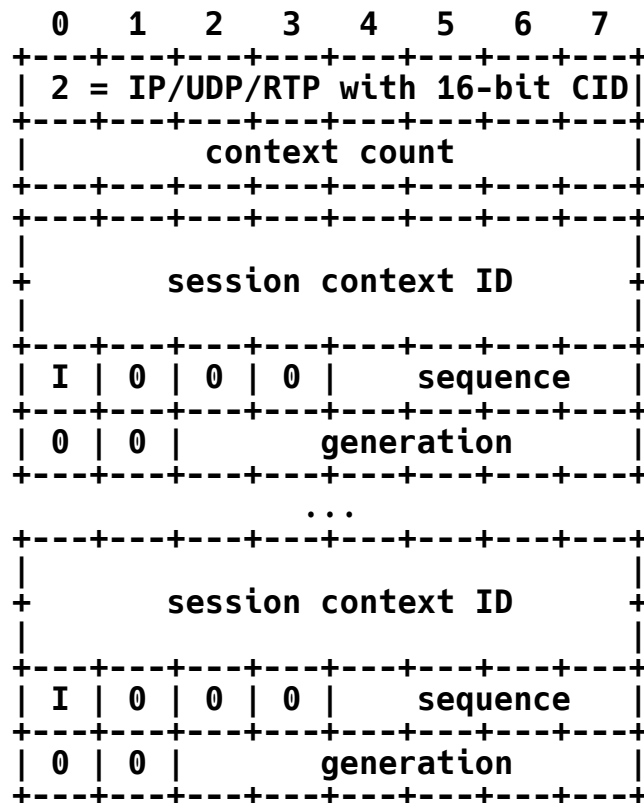 0   1   2   3   4   5   6   7
+---+---+---+---+---+---+---+---+
| 2 = IP/UDP/RTP with 16-bit CID|
+---+---+---+---+---+---+---+---+
|         context count         |
+---+---+---+---+---+---+---+---+
+---+---+---+---+---+---+---+---+
|                               |
+       session context ID      +
|                               |
+---+---+---+---+---+---+---+---+
| I | 0 | 0 | 0 |    sequence   |
+---+---+---+---+---+---+---+---+
| 0 | 0 |       generation      |
+---+---+---+---+---+---+---+---+
               ...
+---+---+---+---+---+---+---+---+
|                               |
+       session context ID      +
|                               |
+---+---+---+---+---+---+---+---+
| I | 0 | 0 | 0 |    sequence   |
+---+---+---+---+---+---+---+---+
| 0 | 0 |       generation      |
+---+---+---+---+---+---+---+---+